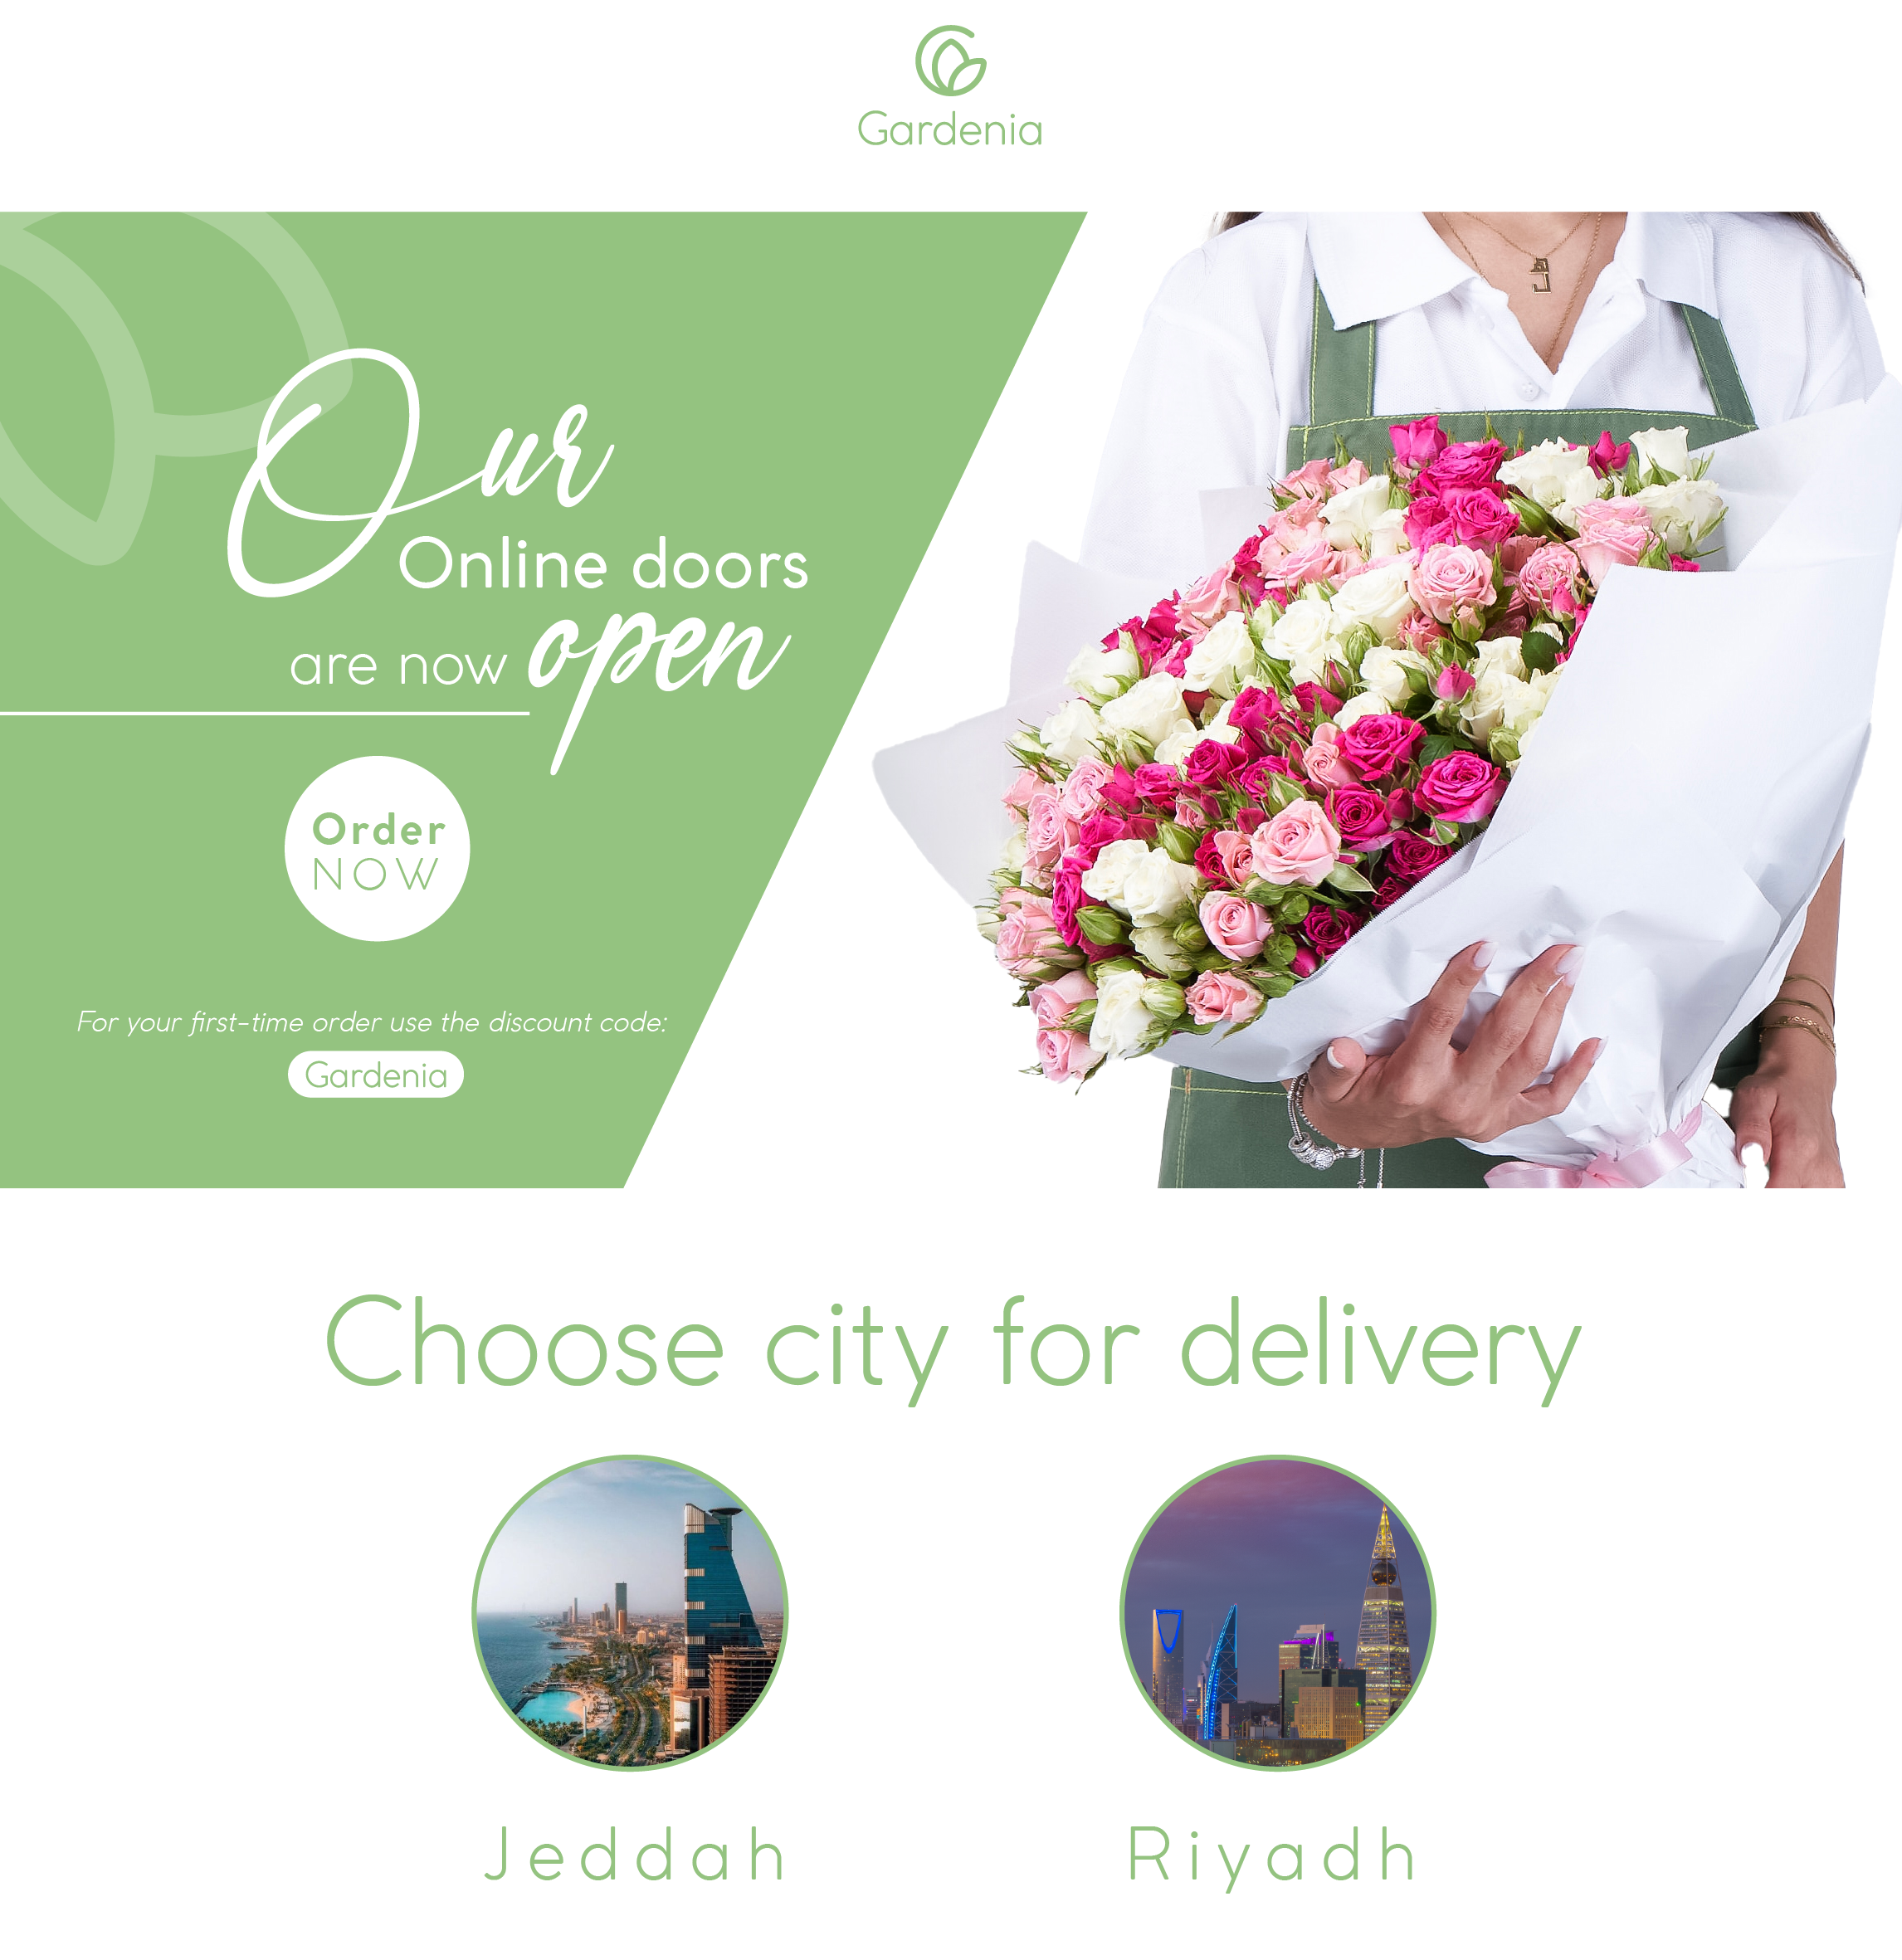 Gardenia
Our
Online doors
are now open
Order
NOW
For your first-time order use the discount code:
Gardenia
Choose city for delivery
Jeddah
Riyadh